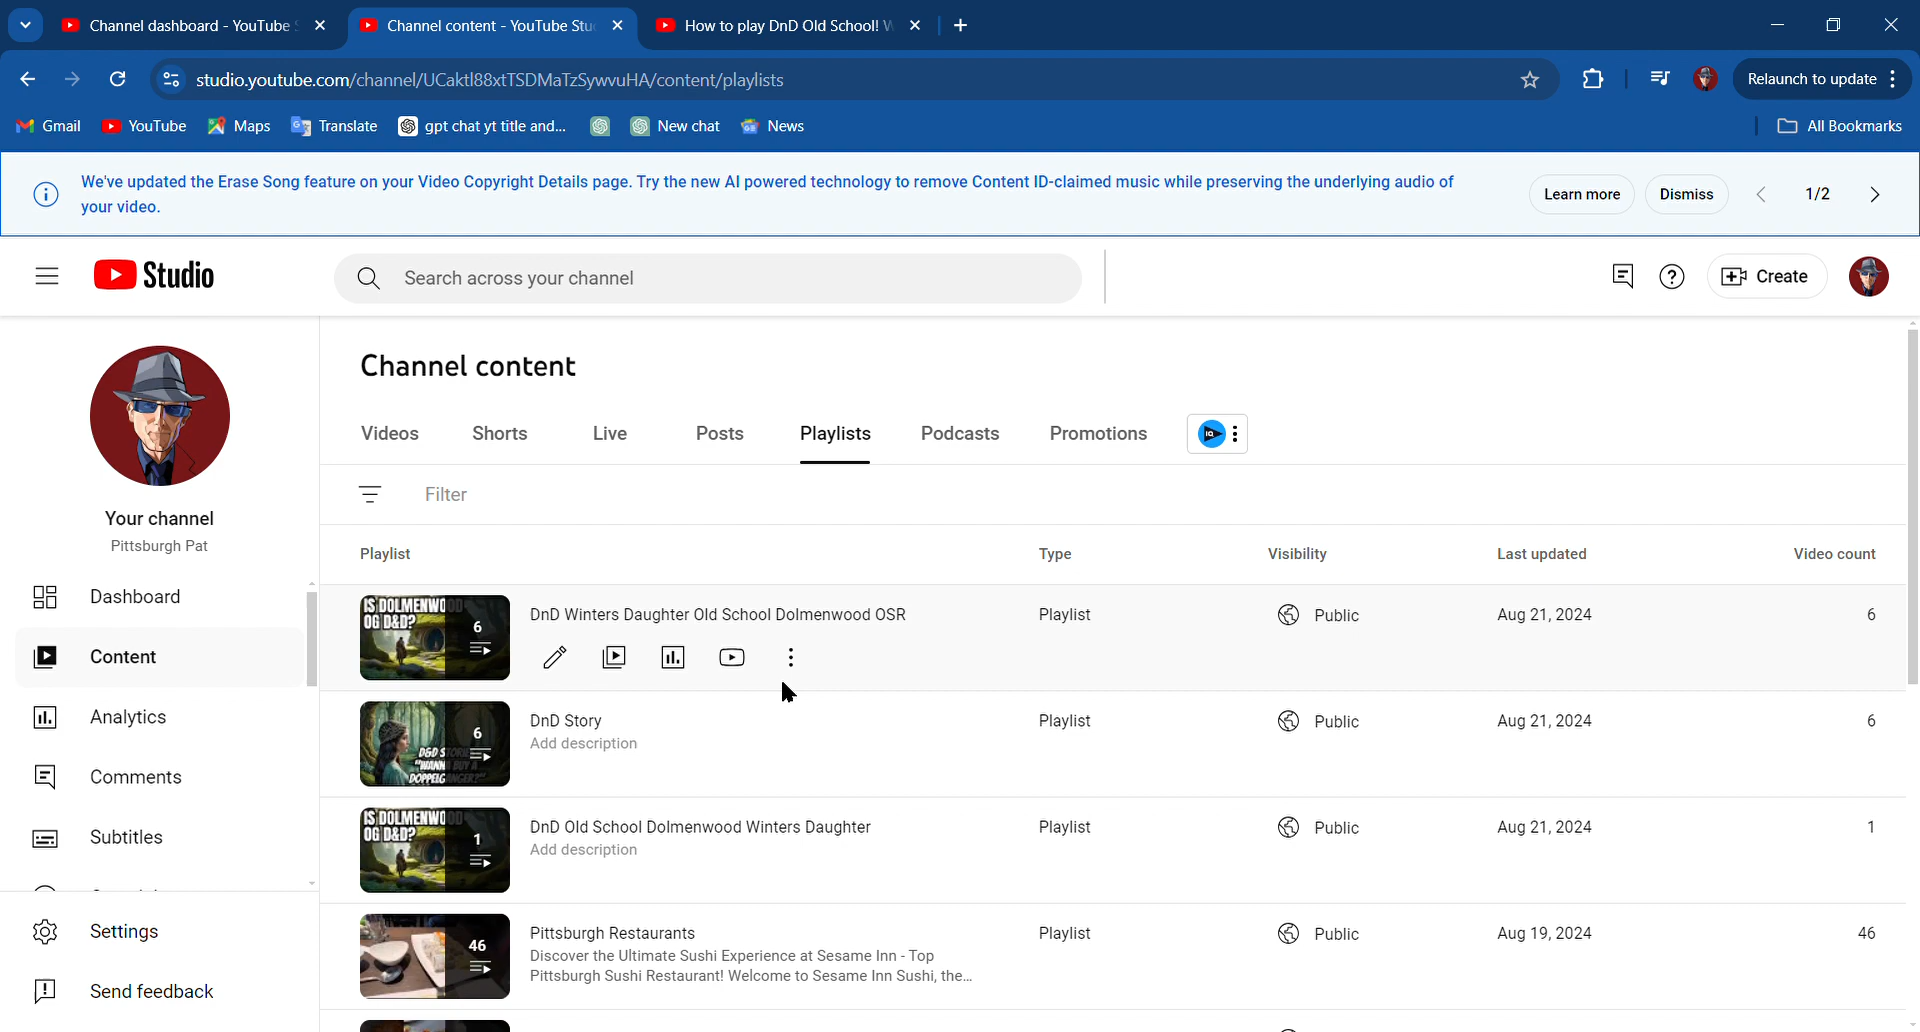 Channel dashboard - YouTube
Channel content - YouTube Stu
How to play DnD Old School!
studio.youtube.com/channel/UCaktl88xtTSDMaTzSywvuHA/content/playlists
Relaunch to update
Gmail
YouTube
Maps
Translate
gpt chat yt title and...
New chat
News
All Bookmarks
We've updated the Erase Song feature on your Video Copyright Details page. Try the new AI powered technology to remove Content ID-claimed music while preserving the underlying audio of
your video.
Learn more
Dismiss
1/2
Studio
Search across your channel
Create
Your channel
Pittsburgh Pat
Dashboard
Content
Analytics
Comments
Subtitles
Settings
Send feedback
Channel content
Videos
Shorts
Live
Posts
Playlists
Podcasts
Promotions
IQ
Filter
Playlist
Type
Visibility
Last updated
Video count
IS DOLMENWOOD
OG D&D?
6
DnD Winters Daughter Old School Dolmenwood OSR
Playlist
Public
Aug 21, 2024
6
D&D S
"WANNA BUY A
DOPPELGANGER?"
6
DnD Story
Add description
Playlist
Public
Aug 21, 2024
6
IS DOLMENWOOD
OG D&D?
1
DnD Old School Dolmenwood Winters Daughter
Add description
Playlist
Public
Aug 21, 2024
1
46
Pittsburgh Restaurants
Discover the Ultimate Sushi Experience at Sesame Inn - Top
Pittsburgh Sushi Restaurant! Welcome to Sesame Inn Sushi, the...
Playlist
Public
Aug 19, 2024
46